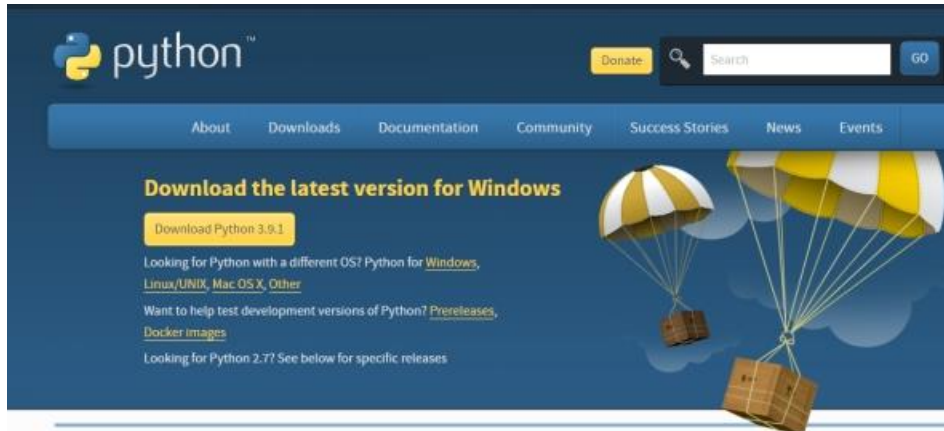 python™
Donate
Search
GO
About Downloads Documentation Community Success Stories News Events
Download the latest version for Windows
Download Python 3.9.1
Looking for Python with a different OS? Python for Windows,
Linux/UNIX, Mac OS X, Other
Want to help test development versions of Python? Prereleases,
Docker images
Looking for Python 2.7? See below for specific releases